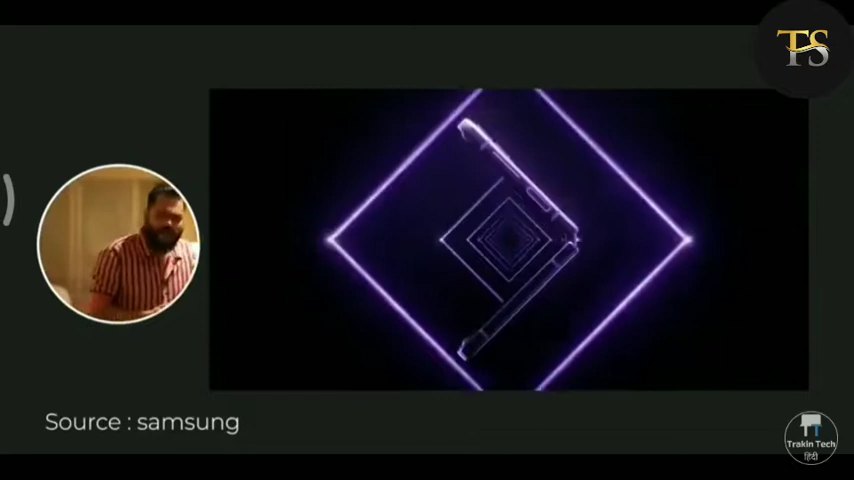 TS
Source : samsung
TrakIn Tech
हिंदी